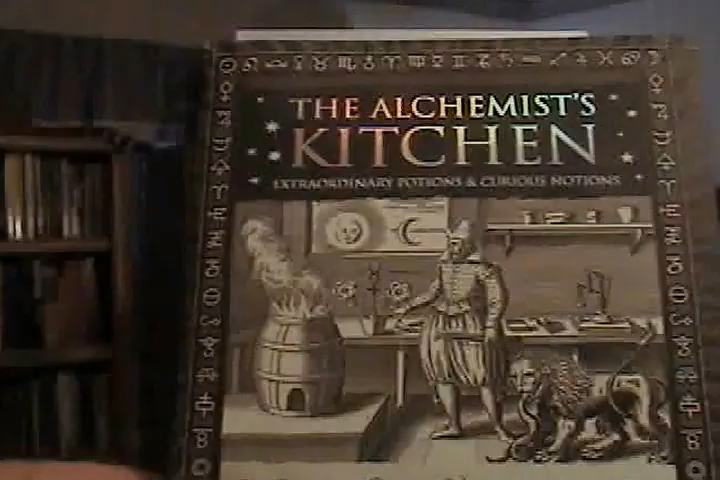 THE ALCHEMIST'S
KITCHEN
EXTRAORDINARY POTIONS & CURIOUS NOTIONS